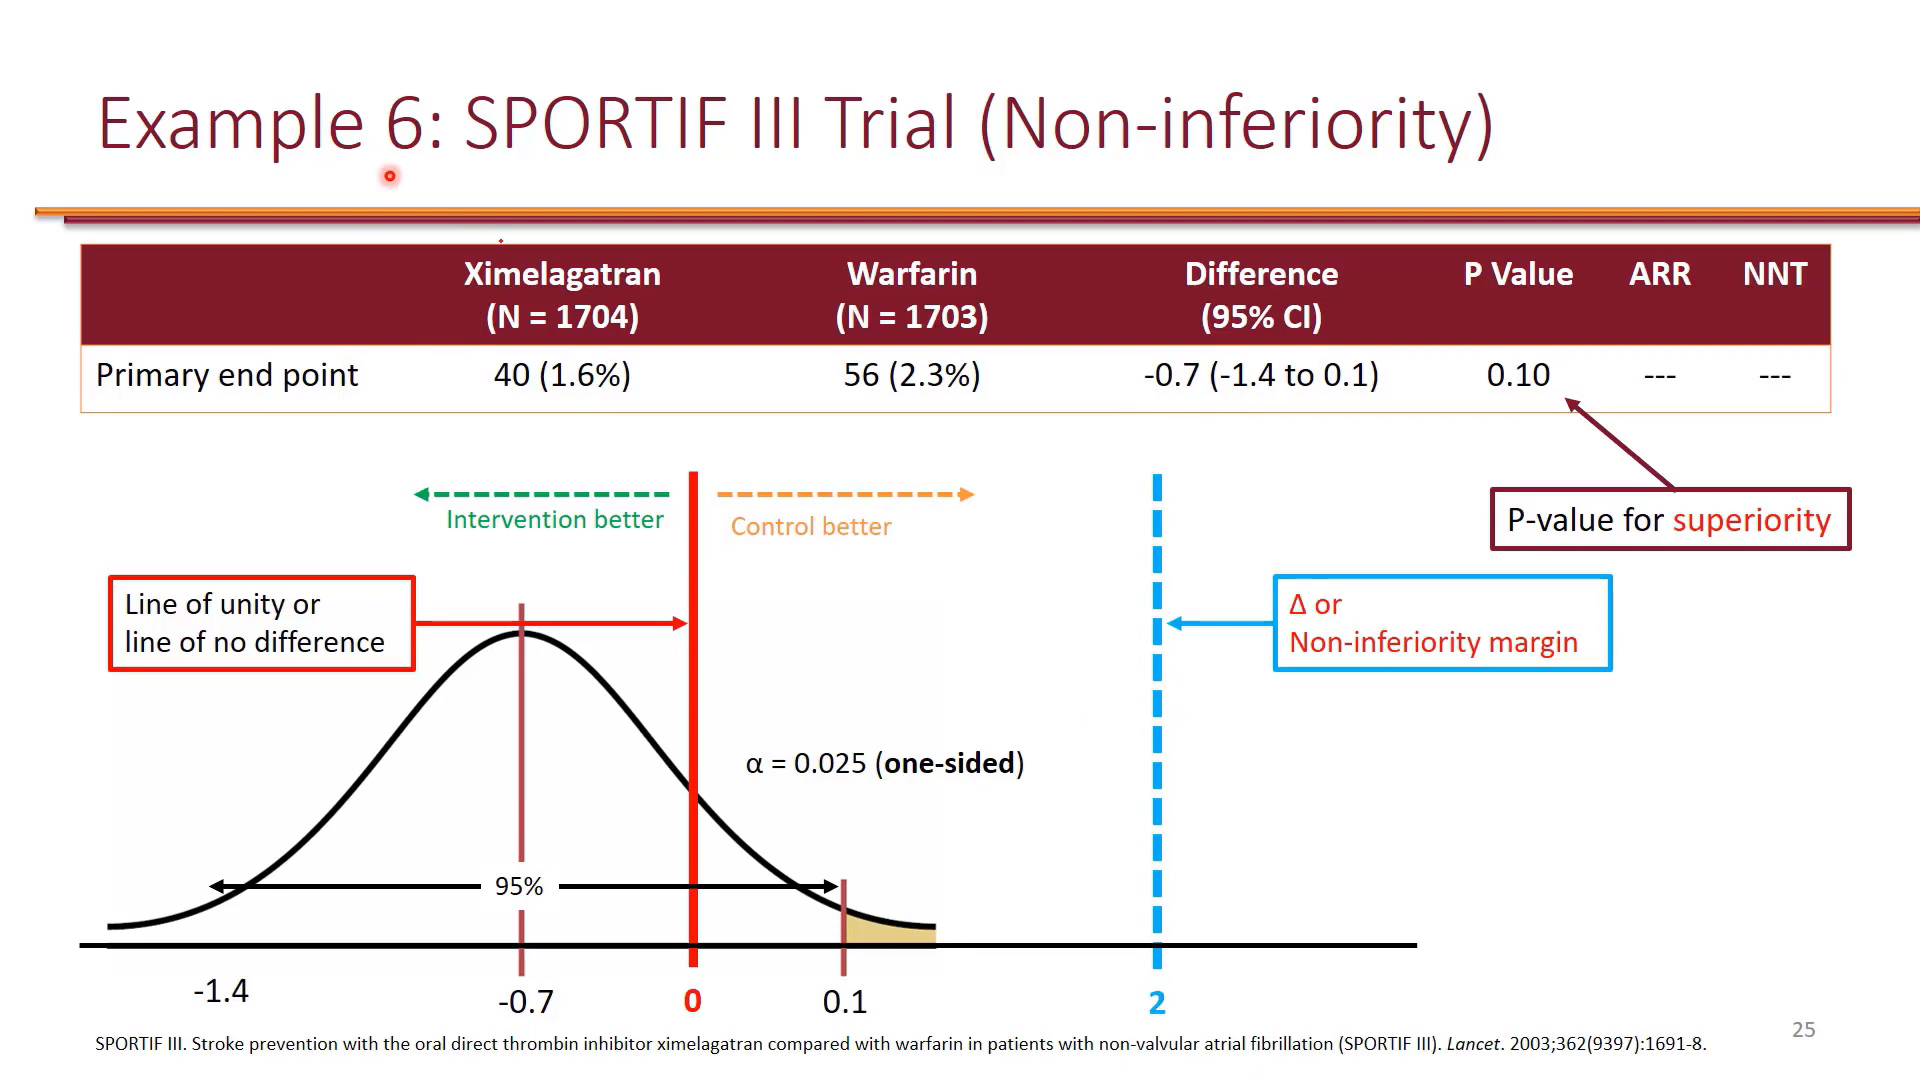 Example 6: SPORTIF III Trial (Non-inferiority)
Ximelagatran (N = 1704) Warfarin (N = 1703) Difference (95% CI) P Value ARR NNT
Primary end point 40 (1.6%) 56 (2.3%) -0.7 (-1.4 to 0.1) 0.10 --- ---
Intervention better
Control better
P-value for superiority
Line of unity or
line of no difference
Δ or
Non-inferiority margin
α = 0.025 (one-sided)
95%
-1.4 -0.7 0 0.1 2
25
SPORTIF III. Stroke prevention with the oral direct thrombin inhibitor ximelagatran compared with warfarin in patients with non-valvular atrial fibrillation (SPORTIF III). Lancet. 2003;362(9397):1691-8.